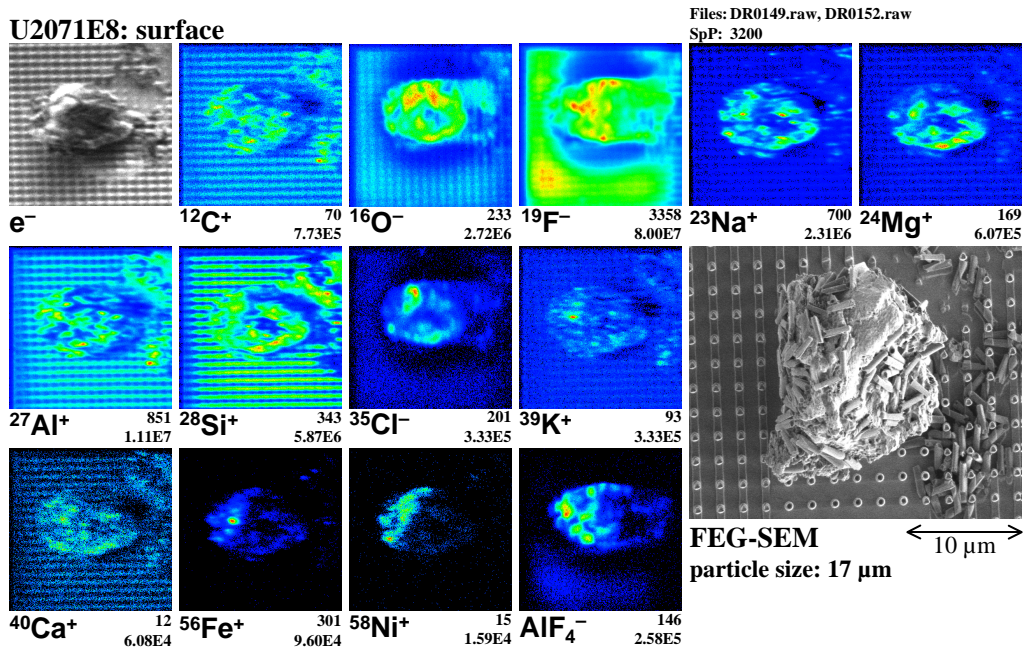 U2071E8: surface
Files: DR0149.raw, DR0152.raw
SpP: 3200
e⁻
¹²C⁺ 70
7.73E5
¹⁶O⁻ 233
2.72E6
¹⁹F⁻ 3358
8.00E7
²³Na⁺ 700
2.31E6
²⁴Mg⁺ 169
6.07E5
²⁷Al⁺ 851
1.11E7
²⁸Si⁺ 343
5.87E6
³⁵Cl⁻ 201
3.33E5
³⁹K⁺ 93
3.33E5
⁴⁰Ca⁺ 12
6.08E4
⁵⁶Fe⁺ 301
9.60E4
⁵⁸Ni⁺ 15
1.59E4
AlF₄⁻ 146
2.58E5
FEG-SEM
10 µm
particle size: 17 µm